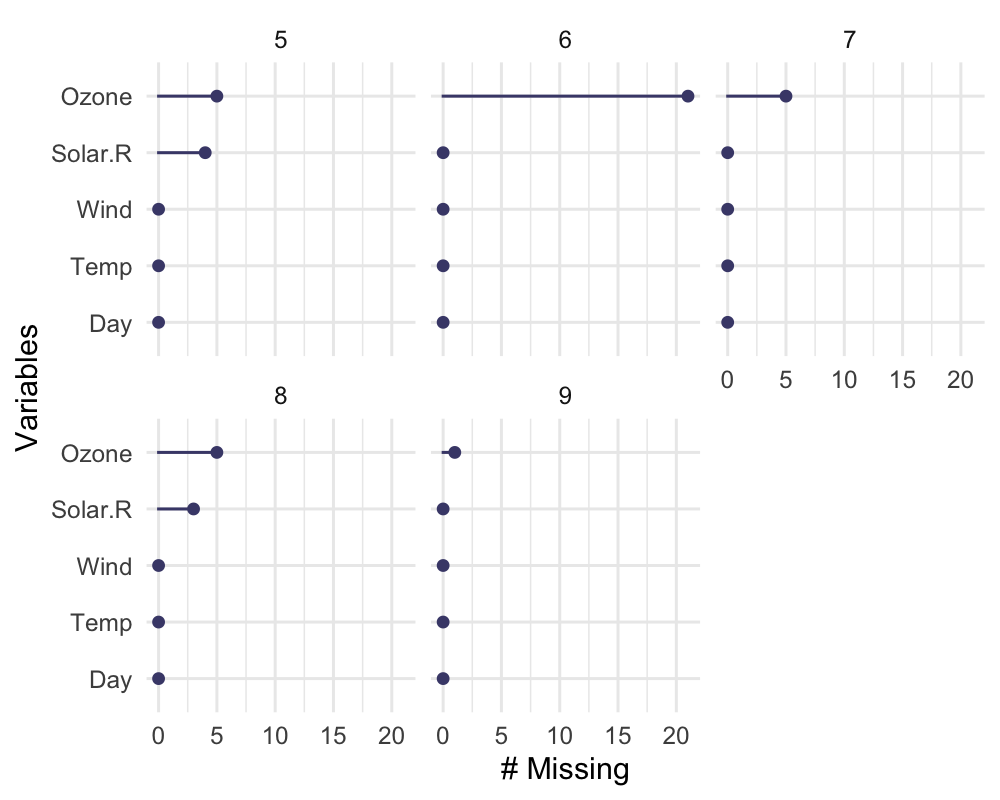 5 6 7
Ozone
Solar.R
Wind
Temp
Day
0 5 10 15 20
8 9
Ozone
Solar.R
Wind
Temp
Day
0 5 10 15 20 0 5 10 15 20
Variables
# Missing